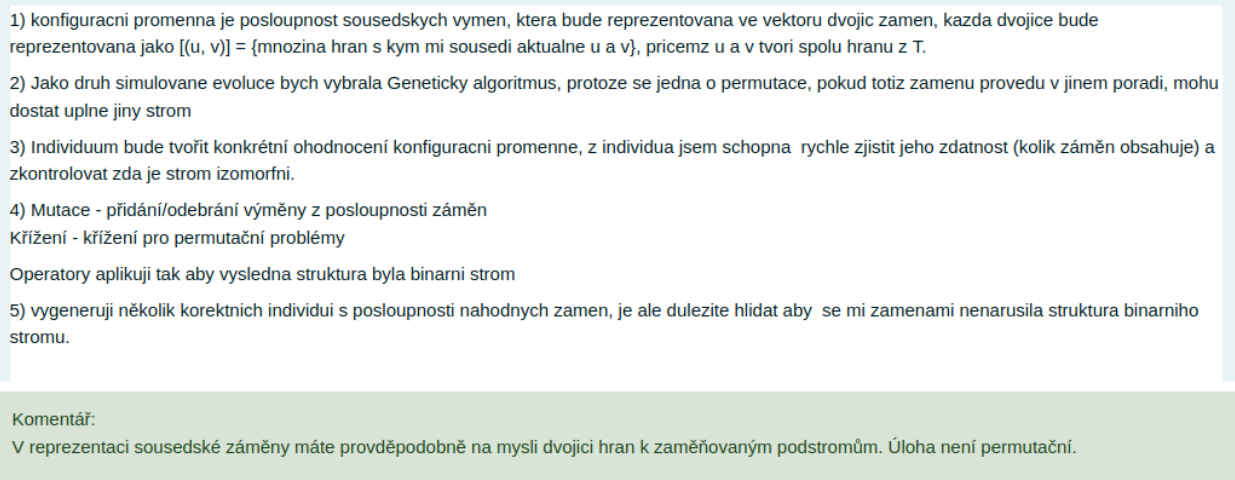 1) konfiguracni promenna je posloupnost sousedskych vymen, ktera bude reprezentovana ve vektoru dvojic zamen, kazda dvojice bude
reprezentovana jako [(u, v)] = {mnozina hran s kym mi sousedi aktualne u a v}, pricemz u a v tvori spolu hranu z T.
2) Jako druh simulovane evoluce bych vybrala Geneticky algoritmus, protoze se jedna o permutace, pokud totiz zamenu provedu v jinem poradi, mohu
dostat uplne jiny strom
3) Individuum bude tvořit konkrétní ohodnocení konfiguracni promenne, z individua jsem schopna  rychle zjistit jeho zdatnost (kolik záměn obsahuje) a
zkontrolovat zda je strom izomorfni.
4) Mutace - přidání/odebrání výměny z posloupnosti záměn
Křížení - křížení pro permutační problémy
Operatory aplikuji tak aby vysledna struktura byla binarni strom
5) vygeneruji několik korektnich individui s posloupnosti nahodnych zamen, je ale dulezite hlidat aby  se mi zamenami nenarusila struktura binarniho
stromu.
Komentář:
V reprezentaci sousedské záměny máte provděpodobně na mysli dvojici hran k zaměňovaným podstromům. Úloha není permutační.